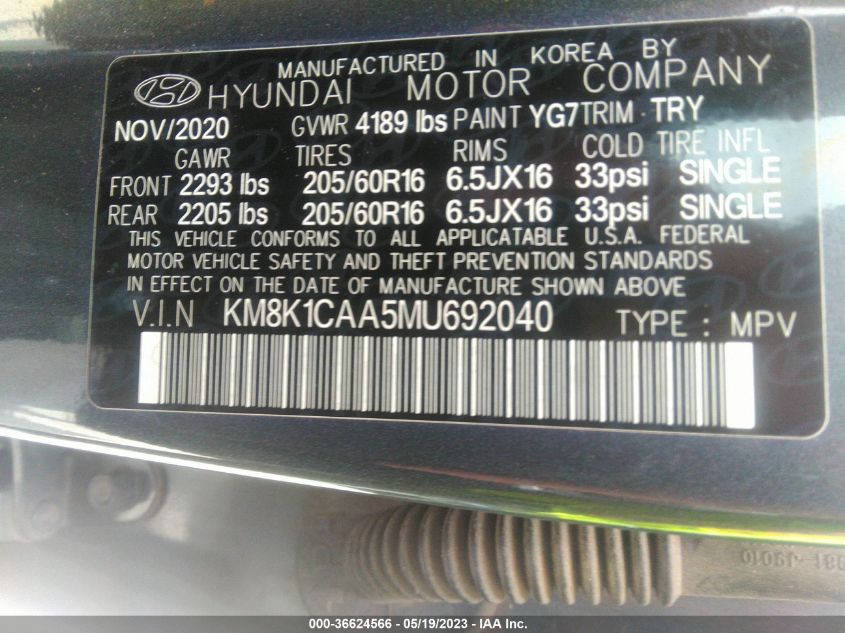 MANUFACTURED IN KOREA BY
HYUNDAI MOTOR COMPANY
NOV/2020 GVWR 4189 lbs PAINT YG7 TRIM TRY
GAWR TIRES RIMS COLD TIRE INFL
FRONT 2293 lbs 205/60R16 6.5JX16 33psi SINGLE
REAR 2205 lbs 205/60R16 6.5JX16 33psi SINGLE
THIS VEHICLE CONFORMS TO ALL APPLICATABLE U.S.A. FEDERAL
MOTOR VEHICLE SAFETY AND THEFT PREVENTION STANDARDS
IN EFFECT ON THE DATE OF MANUFACTURE SHOWN ABOVE
V.I.N KM8K1CAA5MU692040 TYPE : MPV
000-36624566 - 05/19/2023 - IAA Inc.